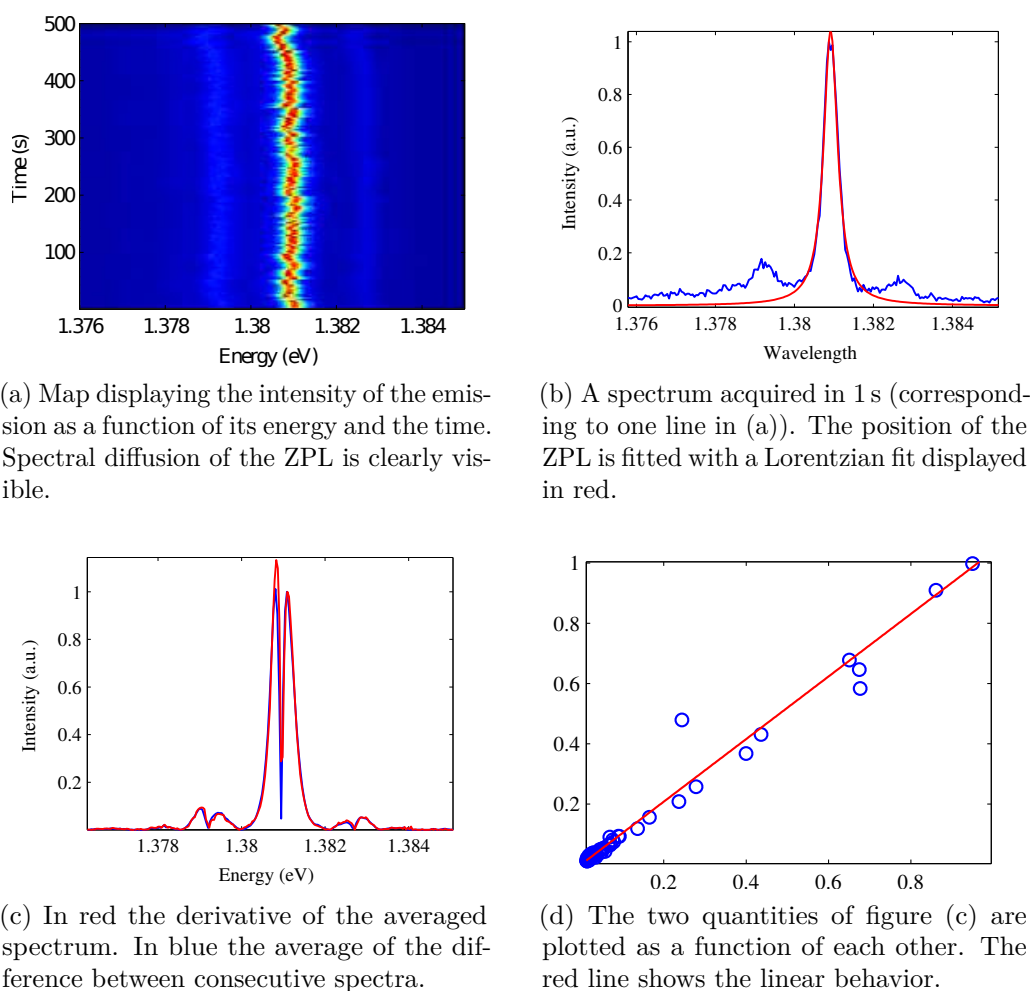 500
400
300
200
100
Time (s)
1.376 1.378 1.38 1.382 1.384
Energy (eV)
1
0.8
0.6
0.4
0.2
0
Intensity (a.u.)
1.376 1.378 1.38 1.382 1.384
Wavelength
(a) Map displaying the intensity of the emis-
sion as a function of its energy and the time.
Spectral diffusion of the ZPL is clearly vis-
ible.
(b) A spectrum acquired in 1 s (correspond-
ing to one line in (a)). The position of the
ZPL is fitted with a Lorentzian fit displayed
in red.
1
0.8
0.6
0.4
0.2
Intensity (a.u.)
1.378 1.38 1.382 1.384
Energy (eV)
1
0.8
0.6
0.4
0.2
0.2 0.4 0.6 0.8
(c) In red the derivative of the averaged
spectrum. In blue the average of the dif-
ference between consecutive spectra.
(d) The two quantities of figure (c) are
plotted as a function of each other. The
red line shows the linear behavior.